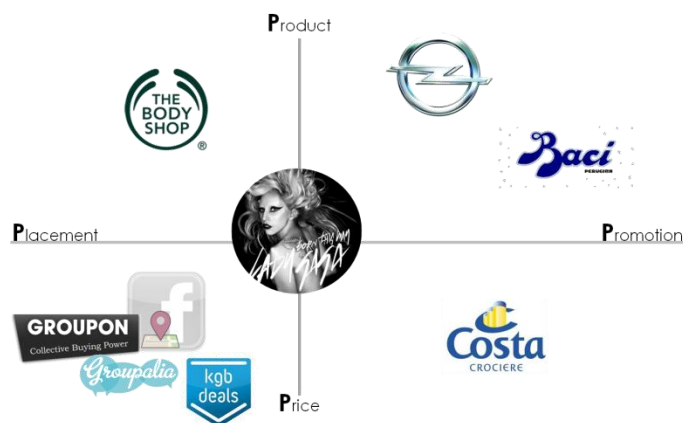 Product
THE
BODY
SHOP
®
Baci
PERUGINA
Placement
BORN THIS WAY
LADY GAGA
Promotion
f
GROUPON
Collective Buying Power
Groupalia
kgb
deals
Costa
CROCIERE
Price